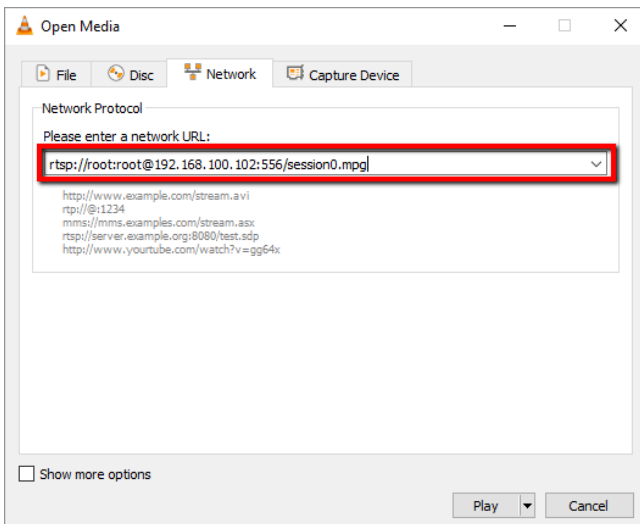 Open Media
File Disc Network Capture Device
Network Protocol
Please enter a network URL:
rtsp://root:root@192.168.100.102:556/session0.mpg
http://www.example.com/stream.avi
rtp://@:1234
mms://mms.examples.com/stream.asx
rtsp://server.example.org:8080/test.sdp
http://www.yourtube.com/watch?v=gg64x
Show more options
Play Cancel